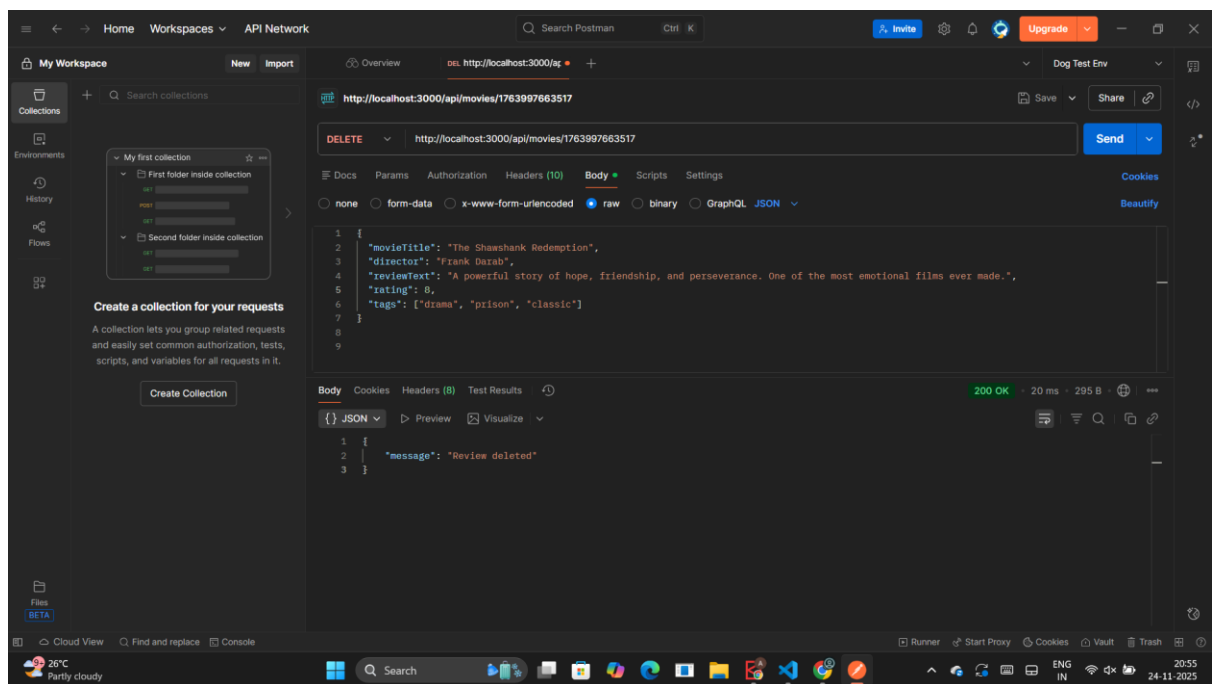 Home Workspaces API Network Search Postman Ctrl K Invite Upgrade
My Workspace New Import Overview DEL http://localhost:3000/ap Dog Test Env
Collections Search collections HTTP http://localhost:3000/api/movies/1763997663517 Save Share
DELETE http://localhost:3000/api/movies/1763997663517 Send
Environments
My first collection
First folder inside collection
GET
POST
GET
Second folder inside collection
GET
GET
History
Flows
Create a collection for your requests
A collection lets you group related requests
and easily set common authorization, tests,
scripts, and variables for all requests in it.
Create Collection
Files
BETA
Docs Params Authorization Headers (10) Body Scripts Settings Cookies
none form-data x-www-form-urlencoded raw binary GraphQL JSON Beautify
1 {
2 "movieTitle": "The Shawshank Redemption",
3 "director": "Frank Darab",
4 "reviewText": "A powerful story of hope, friendship, and perseverance. One of the most emotional films ever made.",
5 "rating": 8,
6 "tags": ["drama", "prison", "classic"]
7 }
8
9
Body Cookies Headers (8) Test Results 200 OK 20 ms 295 B
{} JSON Preview Visualize
1 {
2 "message": "Review deleted"
3 }
Cloud View Find and replace Console Runner Start Proxy Cookies Vault Trash
26°C
Partly cloudy
Search
ENG
IN
20:55
24-11-2025